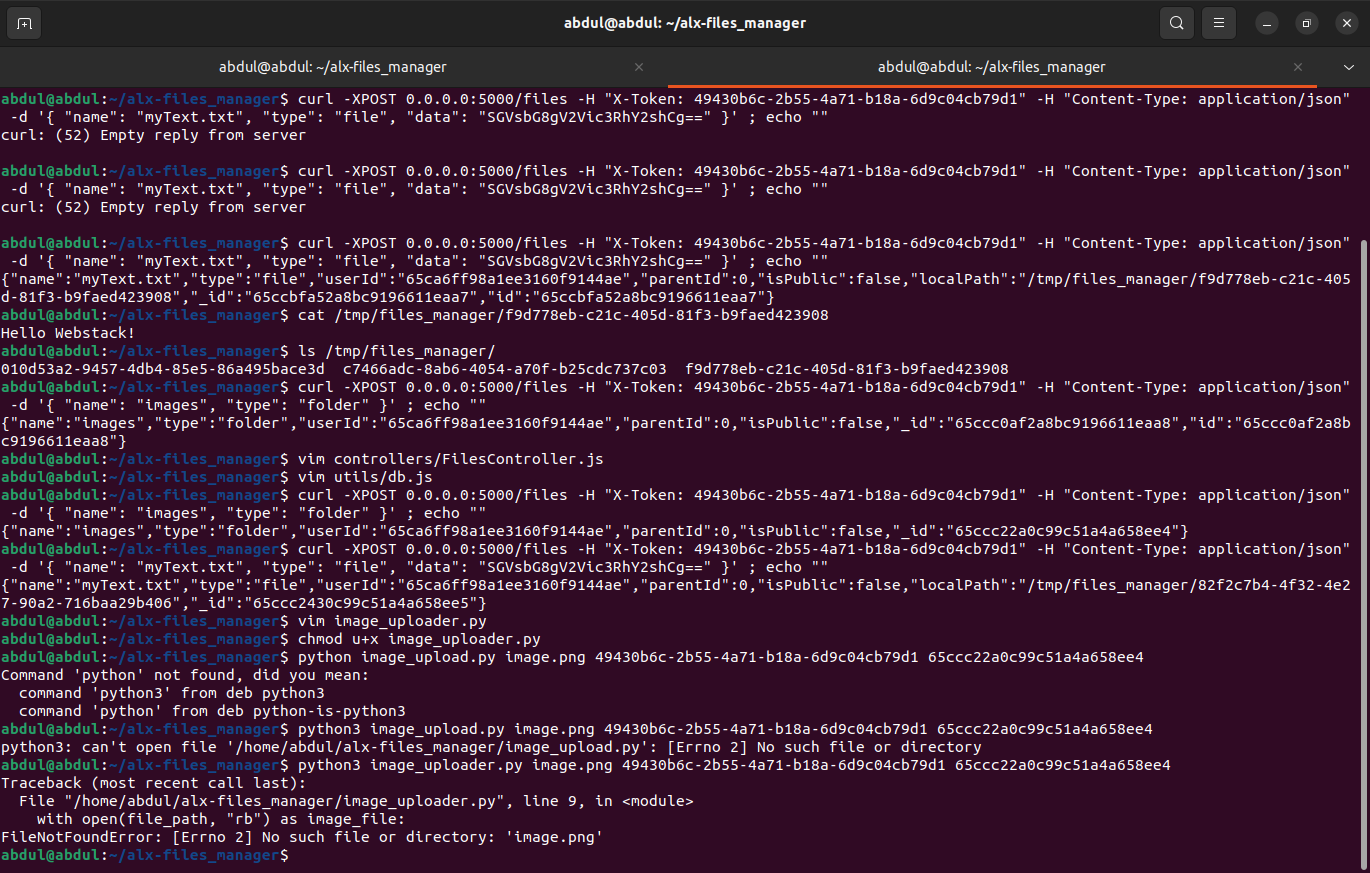 abdul@abdul: ~/alx-files_manager
abdul@abdul: ~/alx-files_manager
abdul@abdul: ~/alx-files_manager
abdul@abdul:~/alx-files_manager$ curl -XPOST 0.0.0.0:5000/files -H "X-Token: 49430b6c-2b55-4a71-b18a-6d9c04cb79d1" -H "Content-Type: application/json"
 -d '{ "name": "myText.txt", "type": "file", "data": "SGVsbG8gV2Vic3RhY2shCg==" }' ; echo ""
curl: (52) Empty reply from server
abdul@abdul:~/alx-files_manager$ curl -XPOST 0.0.0.0:5000/files -H "X-Token: 49430b6c-2b55-4a71-b18a-6d9c04cb79d1" -H "Content-Type: application/json"
 -d '{ "name": "myText.txt", "type": "file", "data": "SGVsbG8gV2Vic3RhY2shCg==" }' ; echo ""
curl: (52) Empty reply from server
abdul@abdul:~/alx-files_manager$ curl -XPOST 0.0.0.0:5000/files -H "X-Token: 49430b6c-2b55-4a71-b18a-6d9c04cb79d1" -H "Content-Type: application/json"
 -d '{ "name": "myText.txt", "type": "file", "data": "SGVsbG8gV2Vic3RhY2shCg==" }' ; echo ""
{"name":"myText.txt","type":"file","userId":"65ca6ff98a1ee3160f9144ae","parentId":0,"isPublic":false,"localPath":"/tmp/files_manager/f9d778eb-c21c-405
d-81f3-b9faed423908","_id":"65ccbfa52a8bc9196611eaa7","id":"65ccbfa52a8bc9196611eaa7"}
abdul@abdul:~/alx-files_manager$ cat /tmp/files_manager/f9d778eb-c21c-405d-81f3-b9faed423908
Hello Webstack!
abdul@abdul:~/alx-files_manager$ ls /tmp/files_manager/
010d53a2-9457-4db4-85e5-86a495bace3d  c7466adc-8ab6-4054-a70f-b25cdc737c03  f9d778eb-c21c-405d-81f3-b9faed423908
abdul@abdul:~/alx-files_manager$ curl -XPOST 0.0.0.0:5000/files -H "X-Token: 49430b6c-2b55-4a71-b18a-6d9c04cb79d1" -H "Content-Type: application/json"
 -d '{ "name": "images", "type": "folder" }' ; echo ""
{"name":"images","type":"folder","userId":"65ca6ff98a1ee3160f9144ae","parentId":0,"isPublic":false,"_id":"65ccc0af2a8bc9196611eaa8","id":"65ccc0af2a8b
c9196611eaa8"}
abdul@abdul:~/alx-files_manager$ vim controllers/FilesController.js
abdul@abdul:~/alx-files_manager$ vim utils/db.js
abdul@abdul:~/alx-files_manager$ curl -XPOST 0.0.0.0:5000/files -H "X-Token: 49430b6c-2b55-4a71-b18a-6d9c04cb79d1" -H "Content-Type: application/json"
 -d '{ "name": "images", "type": "folder" }' ; echo ""
{"name":"images","type":"folder","userId":"65ca6ff98a1ee3160f9144ae","parentId":0,"isPublic":false,"_id":"65ccc22a0c99c51a4a658ee4"}
abdul@abdul:~/alx-files_manager$ curl -XPOST 0.0.0.0:5000/files -H "X-Token: 49430b6c-2b55-4a71-b18a-6d9c04cb79d1" -H "Content-Type: application/json"
 -d '{ "name": "myText.txt", "type": "file", "data": "SGVsbG8gV2Vic3RhY2shCg==" }' ; echo ""
{"name":"myText.txt","type":"file","userId":"65ca6ff98a1ee3160f9144ae","parentId":0,"isPublic":false,"localPath":"/tmp/files_manager/82f2c7b4-4f32-4e2
7-90a2-716baa29b406","_id":"65ccc2430c99c51a4a658ee5"}
abdul@abdul:~/alx-files_manager$ vim image_uploader.py
abdul@abdul:~/alx-files_manager$ chmod u+x image_uploader.py
abdul@abdul:~/alx-files_manager$ python image_upload.py image.png 49430b6c-2b55-4a71-b18a-6d9c04cb79d1 65ccc22a0c99c51a4a658ee4
Command 'python' not found, did you mean:
  command 'python3' from deb python3
  command 'python' from deb python-is-python3
abdul@abdul:~/alx-files_manager$ python3 image_upload.py image.png 49430b6c-2b55-4a71-b18a-6d9c04cb79d1 65ccc22a0c99c51a4a658ee4
python3: can't open file '/home/abdul/alx-files_manager/image_upload.py': [Errno 2] No such file or directory
abdul@abdul:~/alx-files_manager$ python3 image_uploader.py image.png 49430b6c-2b55-4a71-b18a-6d9c04cb79d1 65ccc22a0c99c51a4a658ee4
Traceback (most recent call last):
  File "/home/abdul/alx-files_manager/image_uploader.py", line 9, in <module>
    with open(file_path, "rb") as image_file:
FileNotFoundError: [Errno 2] No such file or directory: 'image.png'
abdul@abdul:~/alx-files_manager$